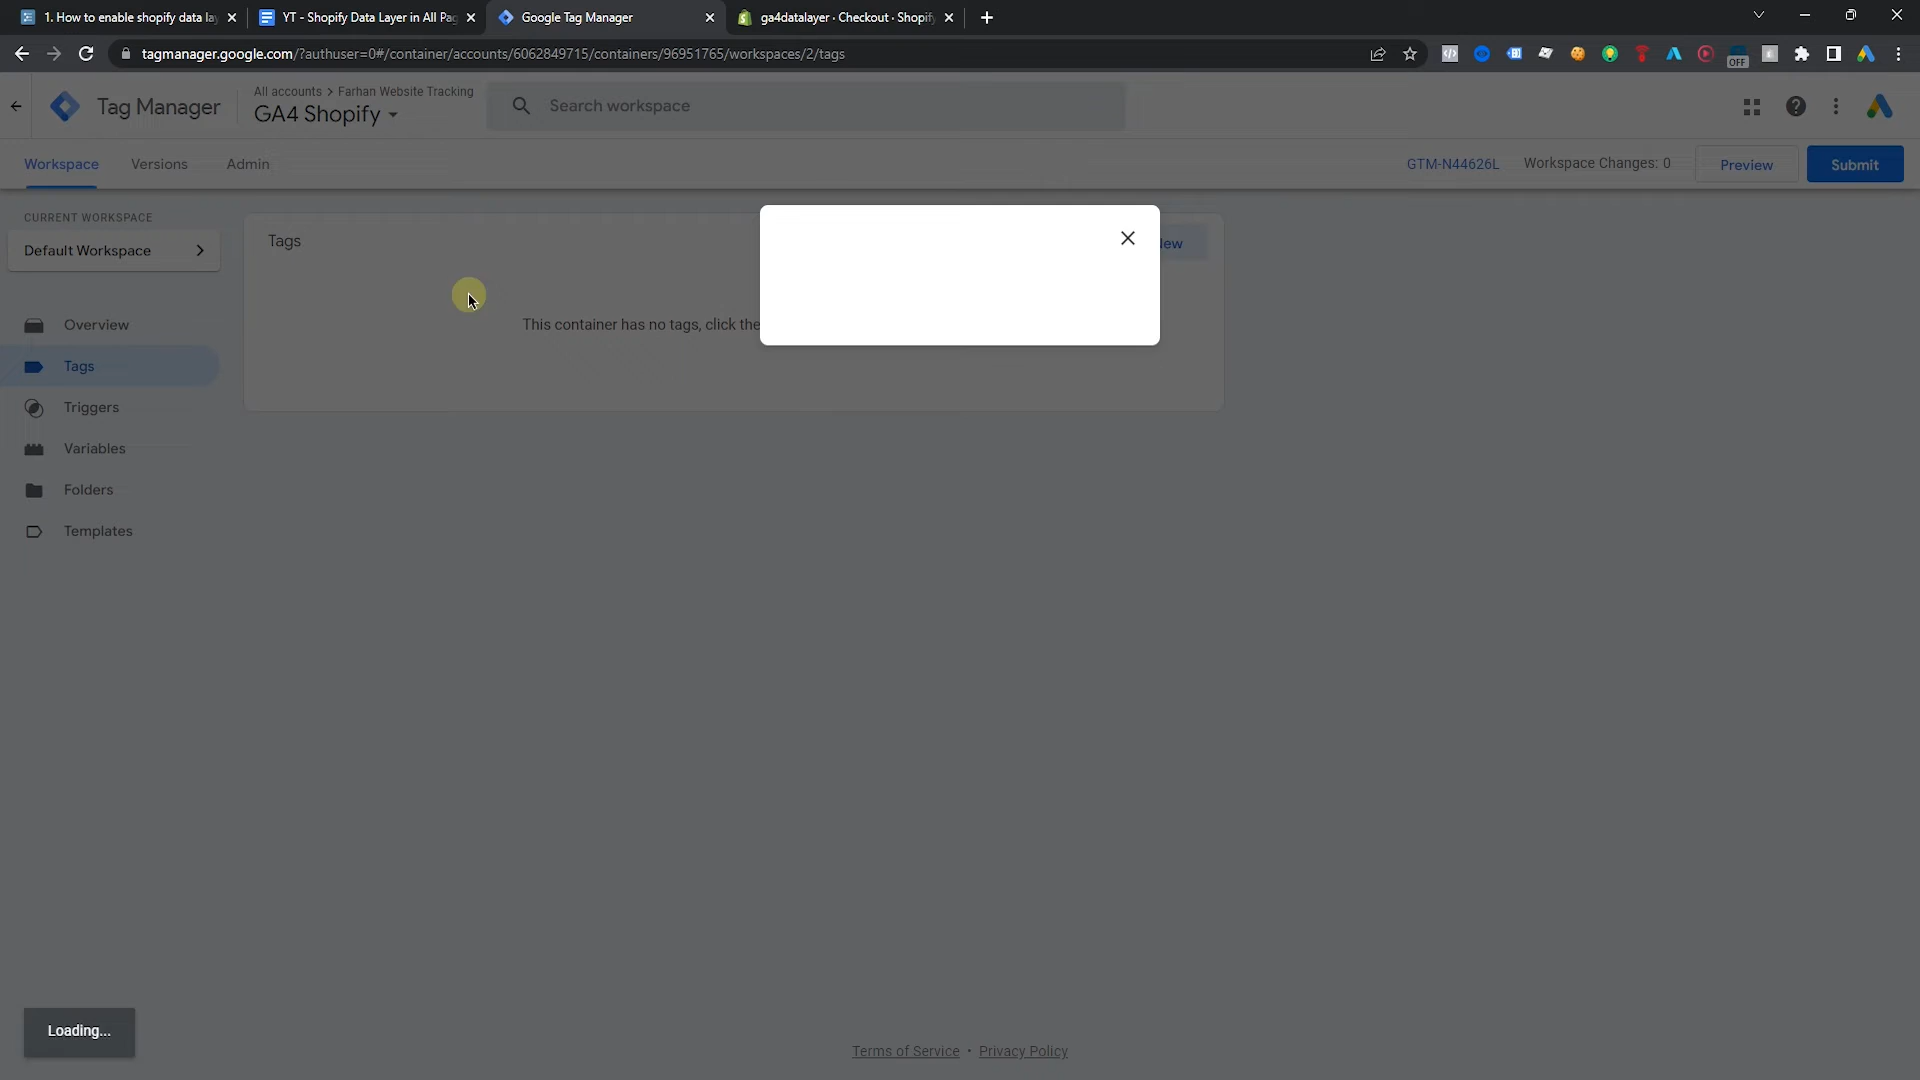 1. How to enable shopify data la
YT - Shopify Data Layer in All Pag
Google Tag Manager
ga4datalayer · Checkout · Shopify
tagmanager.google.com/?authuser=0#/container/accounts/6062849715/containers/96951765/workspaces/2/tags
OFF
Tag Manager
All accounts > Farhan Website Tracking
GA4 Shopify
Search workspace
Workspace
Versions
Admin
GTM-N44626L
Workspace Changes: 0
Preview
Submit
CURRENT WORKSPACE
Default Workspace
Tags
ew
This container has no tags, click the
Overview
Tags
Triggers
Variables
Folders
Templates
Loading...
Terms of Service · Privacy Policy